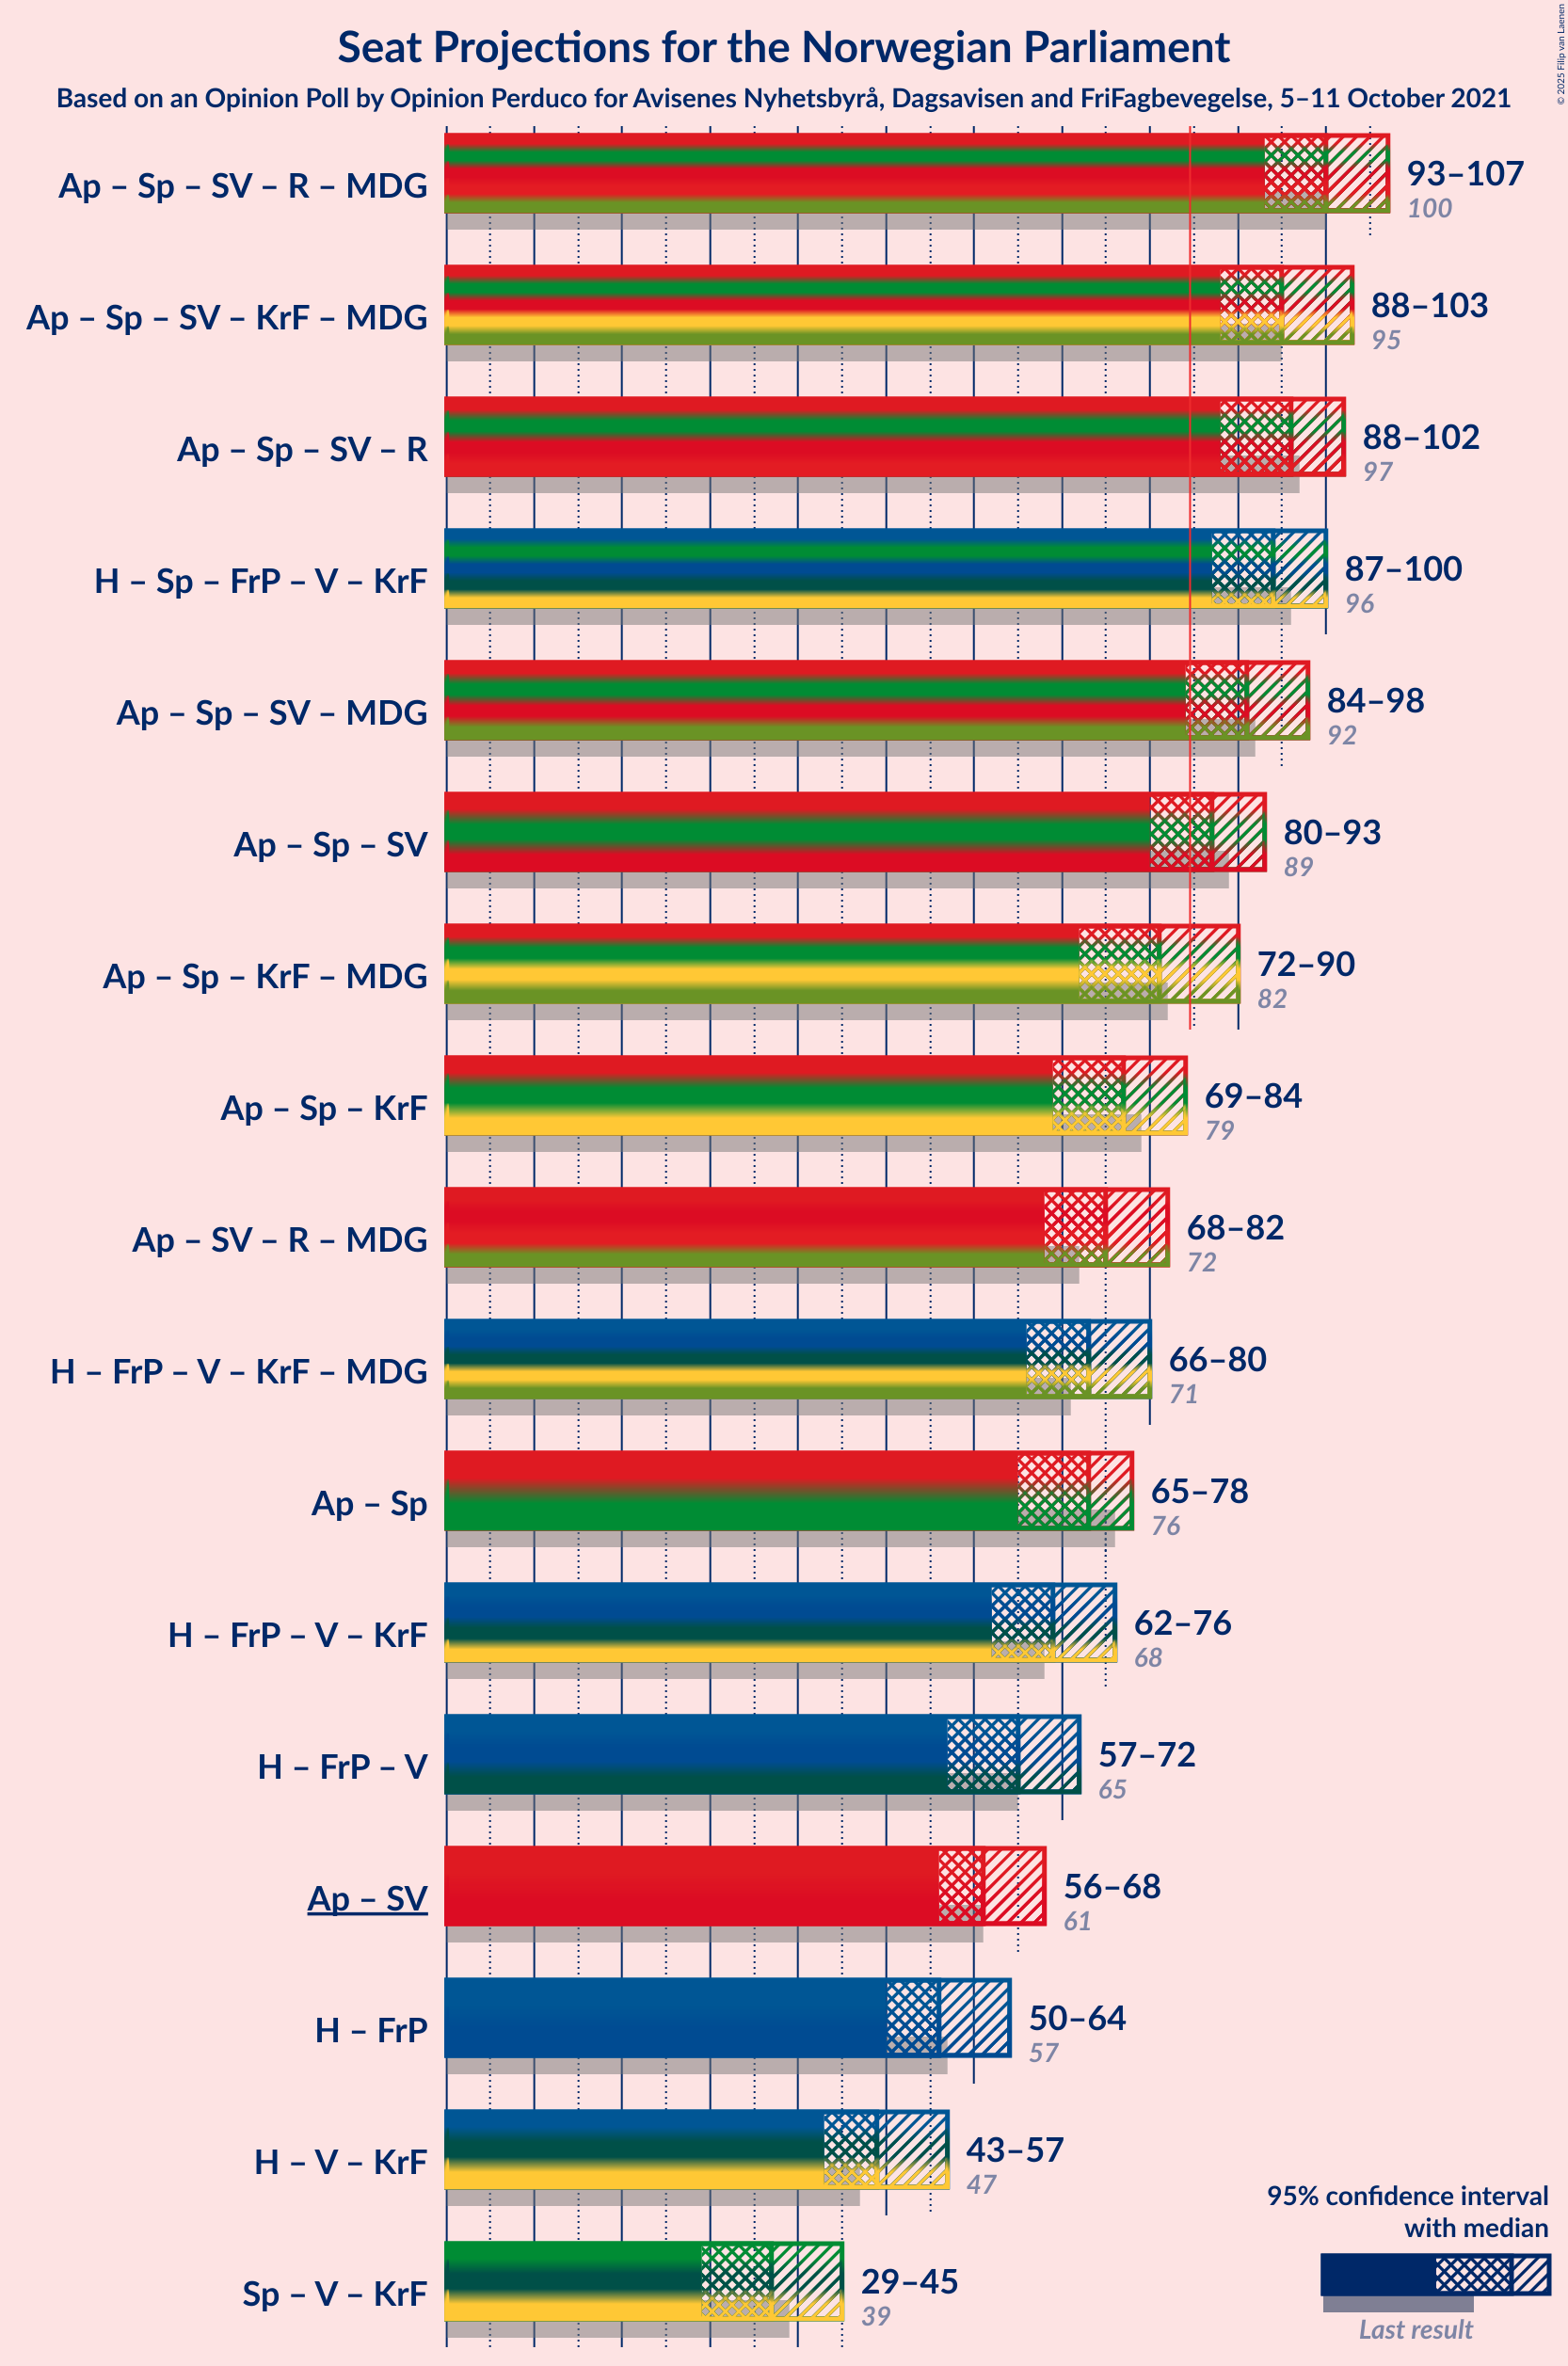 Seat Projections for the Norwegian Parliament
Based on an Opinion Poll by Opinion Perduco for Avisenes Nyhetsbyrå, Dagsavisen and FriFagbevegelse, 5–11 October 2021
© 2025 Filip van Laenen
Ap – Sp – SV – R – MDG
93–107
100
Ap – Sp – SV – KrF – MDG
88–103
95
Ap – Sp – SV – R
88–102
97
H – Sp – FrP – V – KrF
87–100
96
Ap – Sp – SV – MDG
84–98
92
Ap – Sp – SV
80–93
89
Ap – Sp – KrF – MDG
72–90
82
Ap – Sp – KrF
69–84
79
Ap – SV – R – MDG
68–82
72
H – FrP – V – KrF – MDG
66–80
71
Ap – Sp
65–78
76
H – FrP – V – KrF
62–76
68
H – FrP – V
57–72
65
Ap – SV
56–68
61
H – FrP
50–64
57
H – V – KrF
43–57
47
Sp – V – KrF
29–45
39
95% confidence interval
with median
Last result